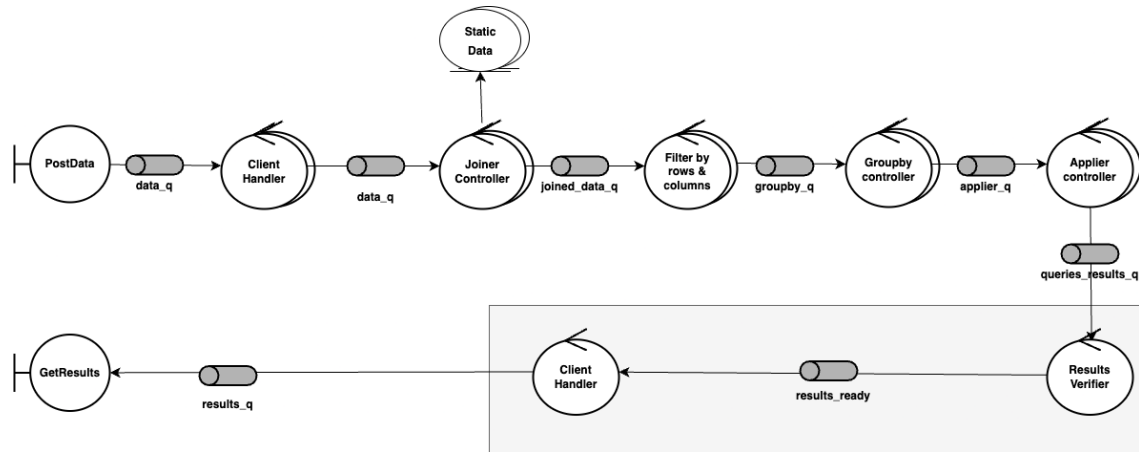 Static
Data
PostData
data_q
Client
Handler
data_q
Joiner
Controller
joined_data_q
Filter by
rows &
columns
groupby_q
Groupby
controller
applier_q
Applier
controller
queries_results_q
GetResults
results_q
Client
Handler
results_ready
Results
Verifier